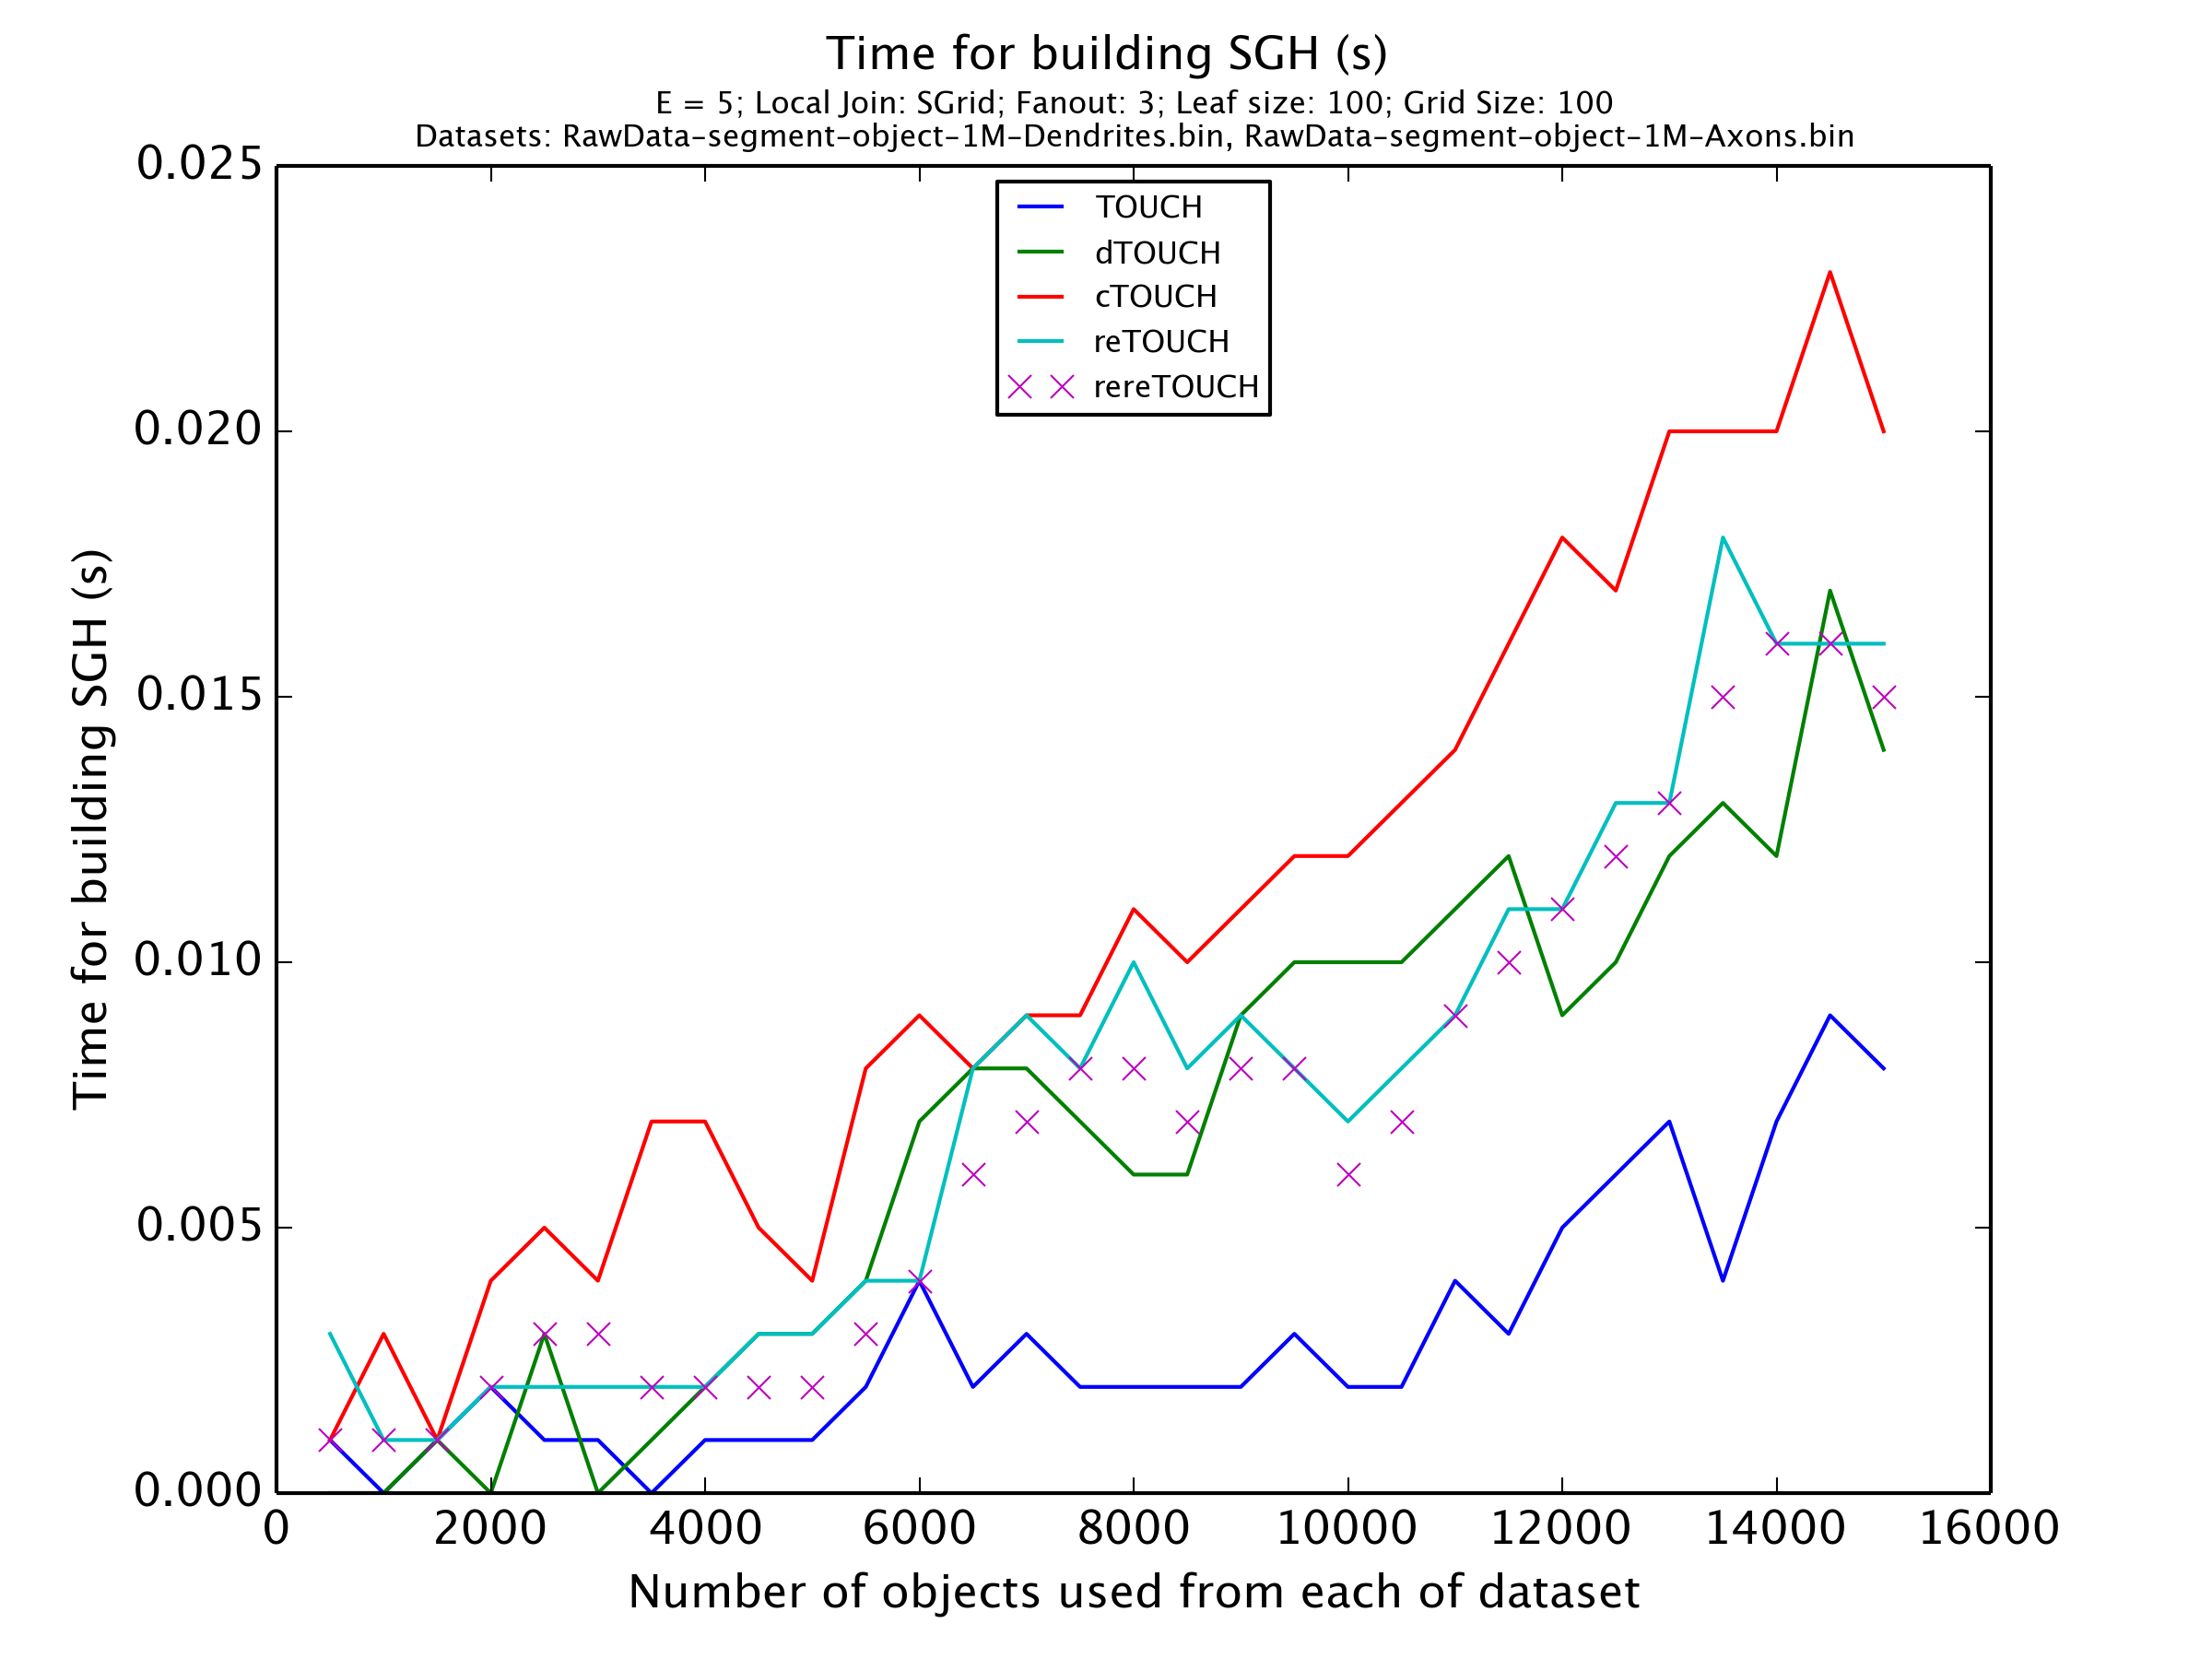 Time for building SGH (s)
E = 5; Local Join: SGrid; Fanout: 3; Leaf size: 100; Grid Size: 100
Datasets: RawData-segment-object-1M-Dendrites.bin, RawData-segment-object-1M-Axons.bin
TOUCH
dTOUCH
cTOUCH
reTOUCH
rereTOUCH
Time for building SGH (s)
0.025
0.020
0.015
0.010
0.005
0.000
0 2000 4000 6000 8000 10000 12000 14000 16000
Number of objects used from each of dataset